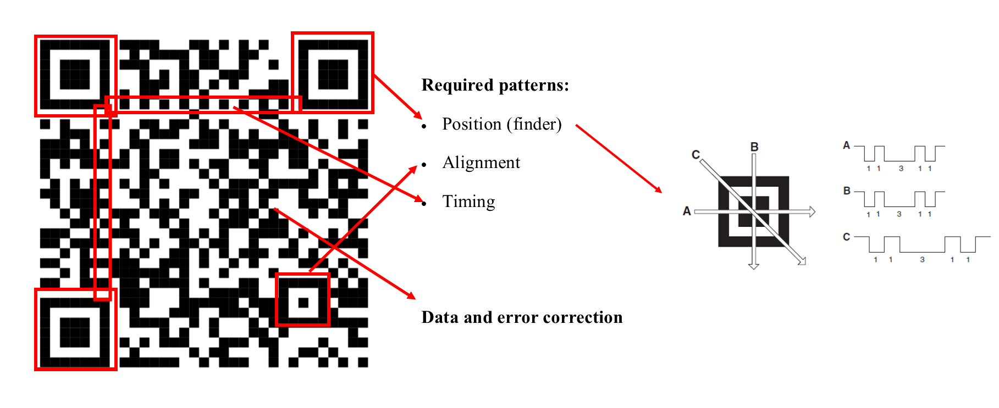 Required patterns:
• Position (finder)
• Alignment
• Timing
Data and error correction
C
B
A
A
1 1 3 1 1
B
1 1 3 1 1
C
1 1 3 1 1